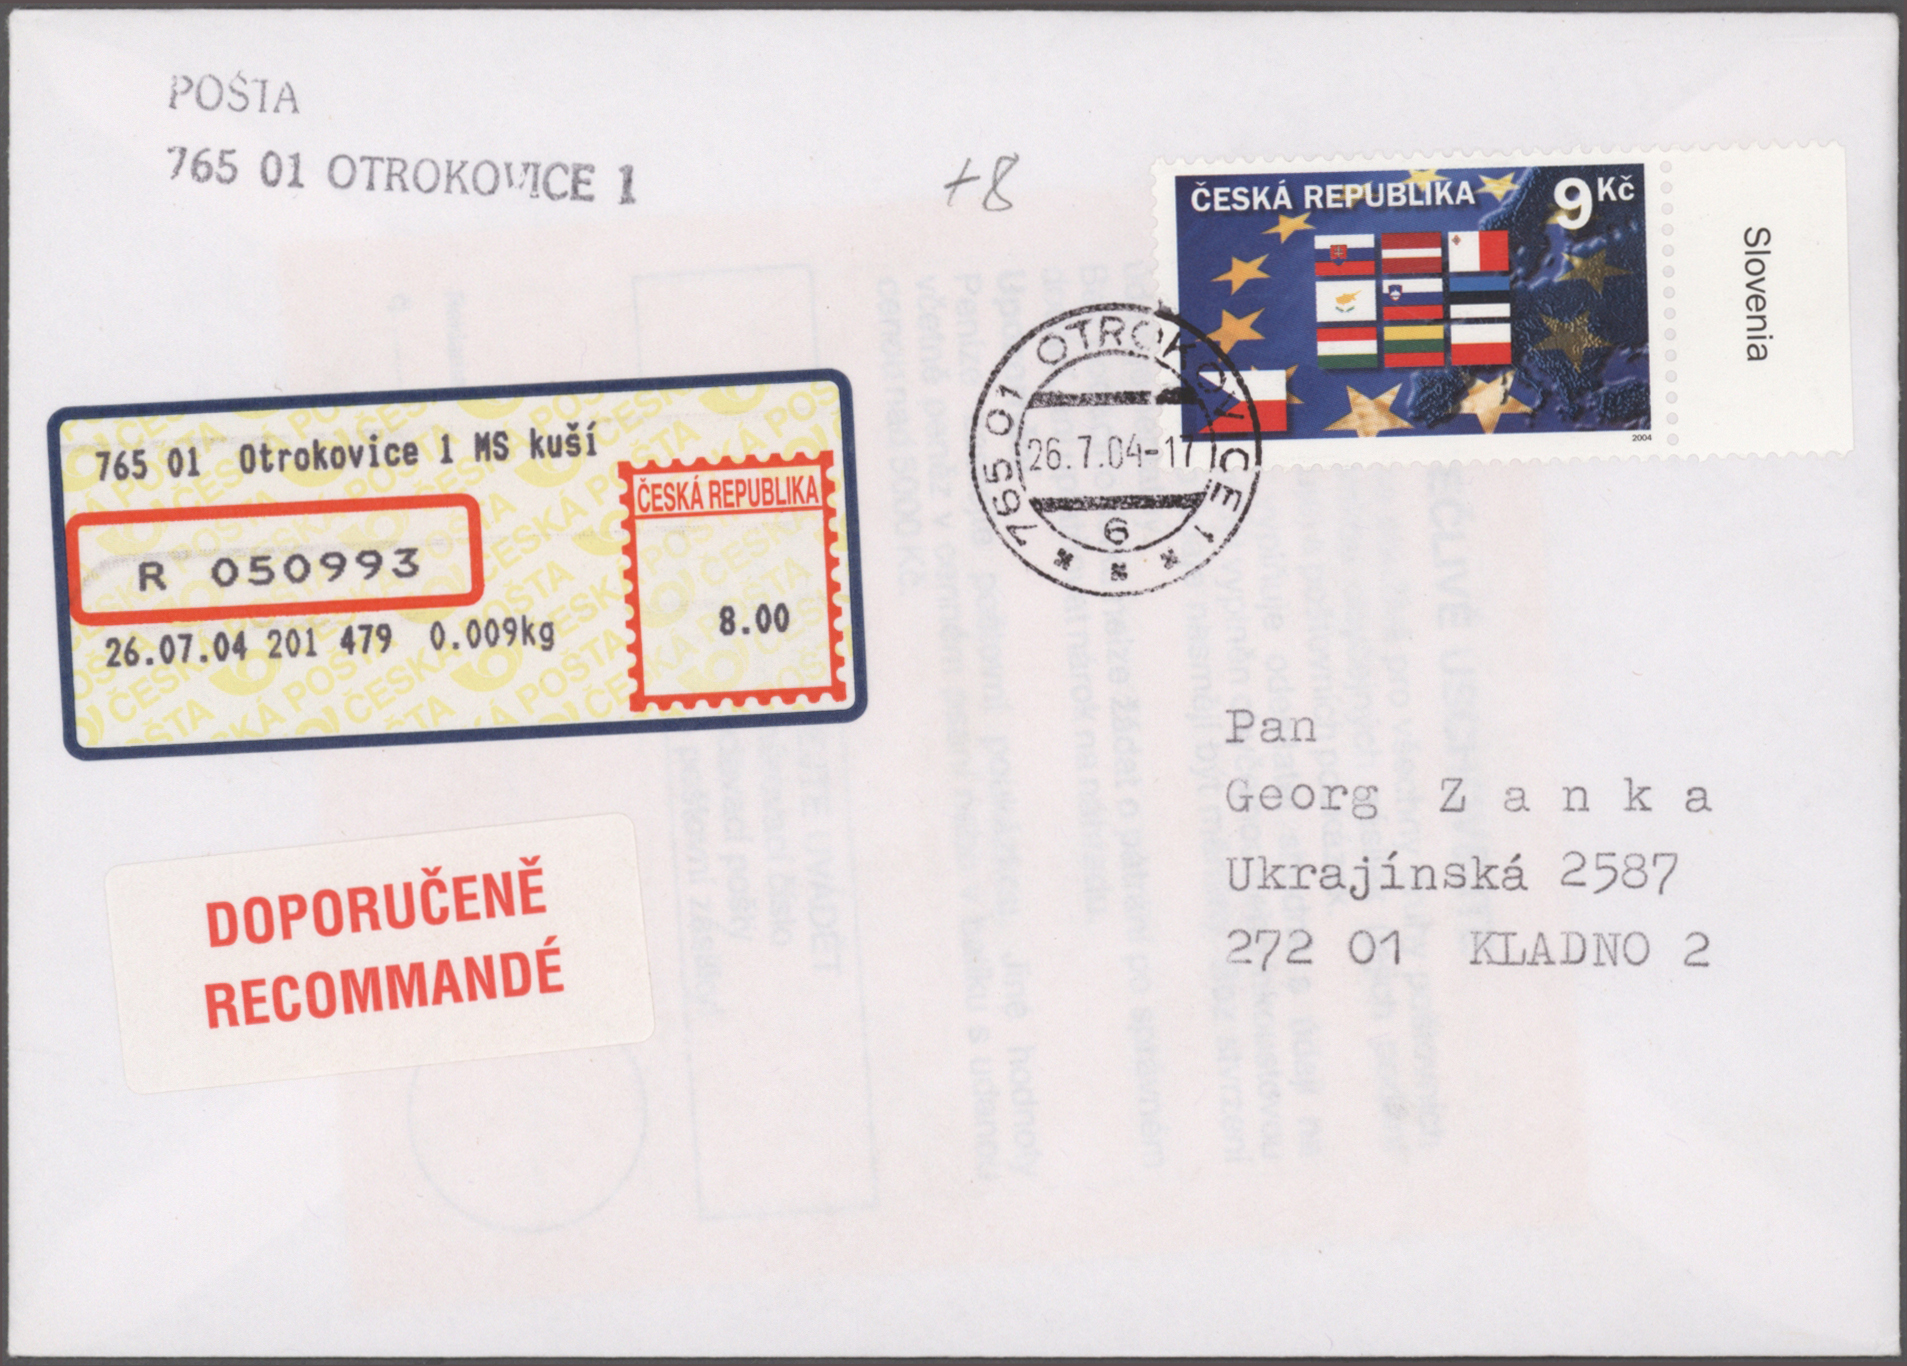 POŠTA
765 01 OTROKOVICE 1
+8
ČESKÁ REPUBLIKA 9 Kč
2004
Slovenia
765 01 OTROKOVICE 1
26.7.04-17
6
765 01 Otrokovice 1 MS kuší
R 050993
26.07.04 201 479 0.009kg
ČESKÁ REPUBLIKA
8.00
DOPORUČENĚ
RECOMMANDÉ
Pan
Georg Zanka
Ukrajínská 2587
272 01 KLADNO 2